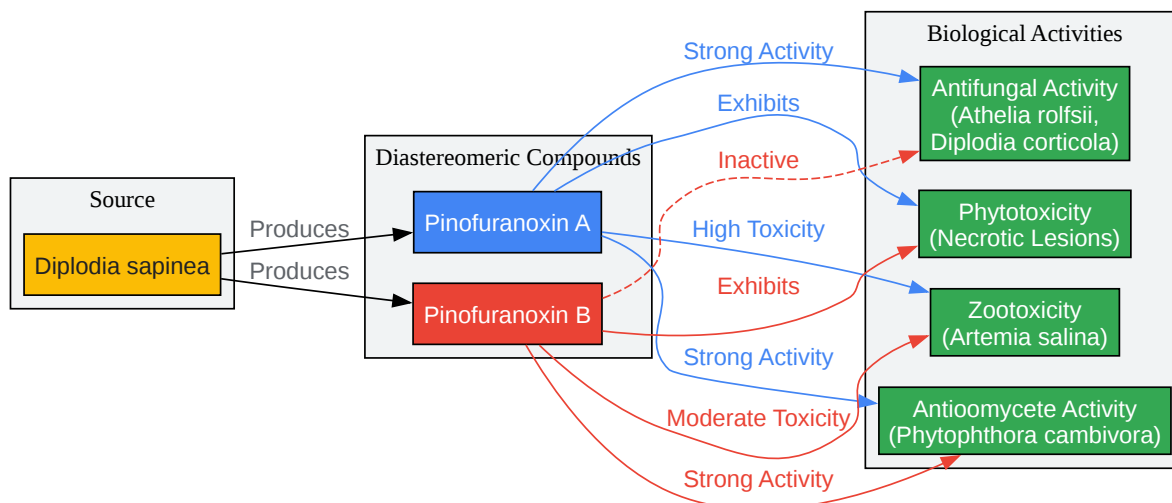 Source
Diplodia sapinea
Produces
Produces
Diastereomeric Compounds
Pinofuranoxin A
Pinofuranoxin B
Strong Activity
Exhibits
Inactive
High Toxicity
Exhibits
Strong Activity
Moderate Toxicity
Strong Activity
Biological Activities
Antifungal Activity
(Athelia rolfsii,
Diplodia corticola)
Phytotoxicity
(Necrotic Lesions)
Zootoxicity
(Artemia salina)
Antioomycete Activity
(Phytophthora cambivora)